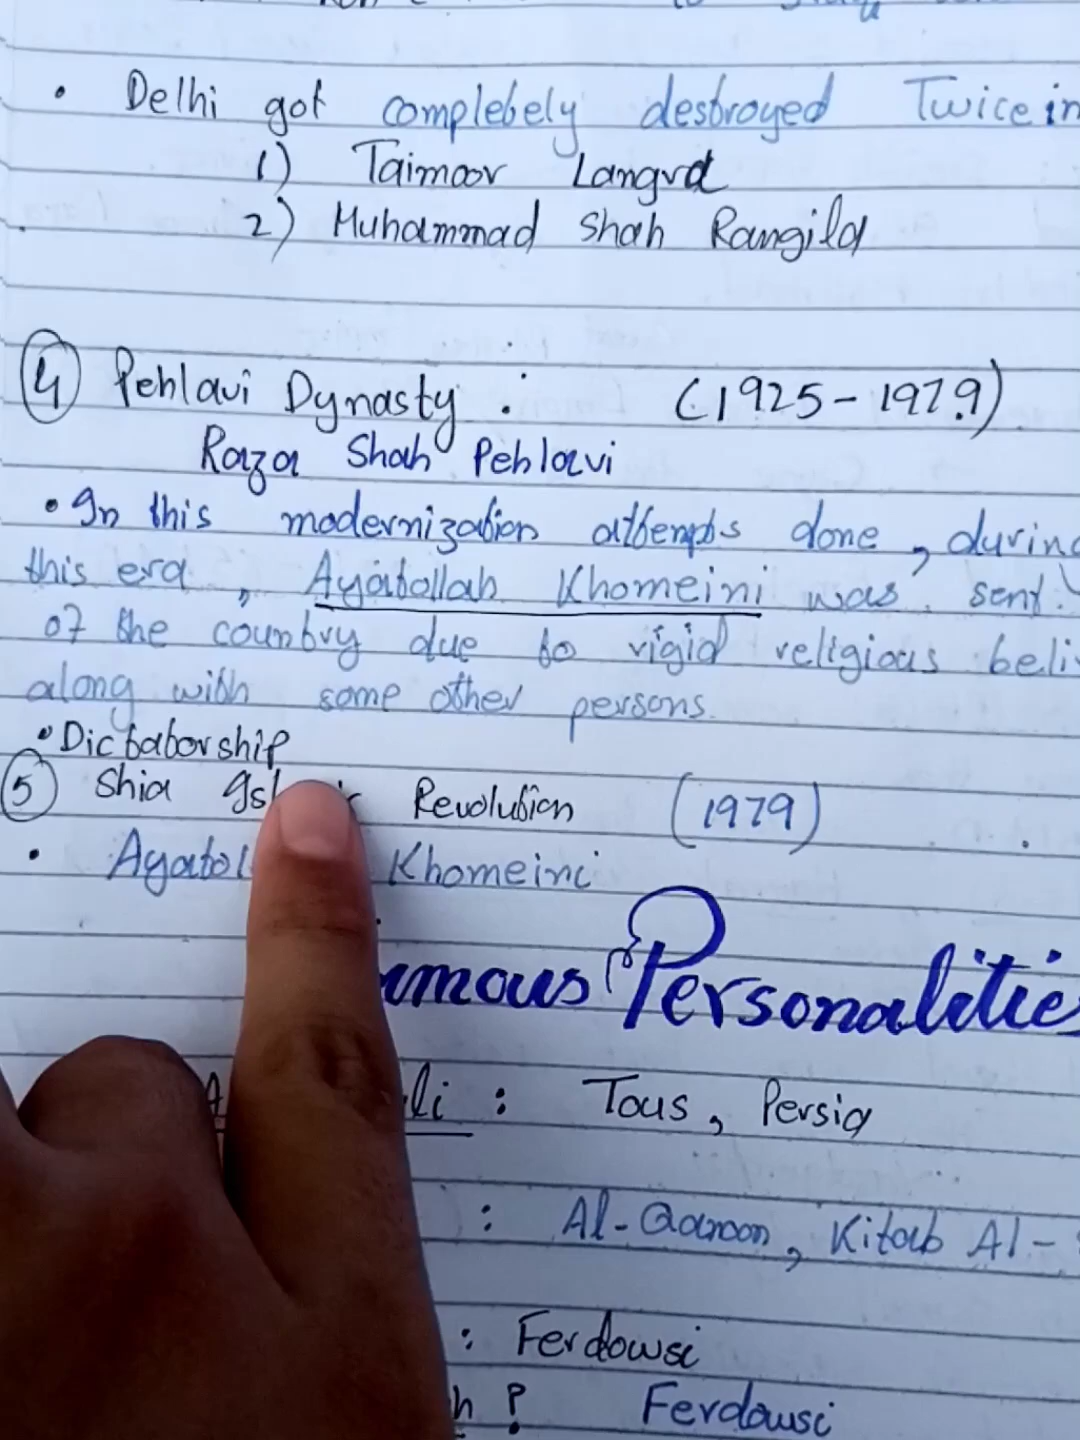 • Delhi got completely destroyed Twice in
1) Taimoor Langra
2) Muhammad Shah Rangila
4 Pehlavi Dynasty : (1925-1979)
Raza Shah Pehlavi
• In this modernization attempts done, during
this era, Ayatollah Khomeini was sent
of the country due to rigid religious beli
along with some other persons.
• Dictatorship
5 Shia Revolution (1979)
• Khomeini
Personalitie
: Tous, Persia
: Al-Qanoon, Kitab Al-
: Ferdowsi
? Ferdowsi